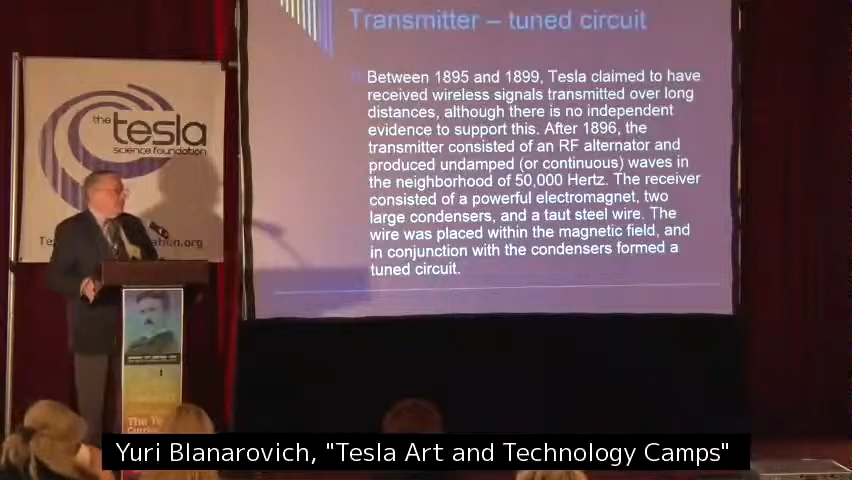 Transmitter – tuned circuit
Between 1895 and 1899, Tesla claimed to have
received wireless signals transmitted over long
distances, although there is no independent
evidence to support this. After 1896, the
transmitter consisted of an RF alternator and
produced undamped (or continuous) waves in
the neighborhood of 50,000 Hertz. The receiver
consisted of a powerful electromagnet, two
large condensers, and a taut steel wire. The
wire was placed within the magnetic field, and
in conjunction with the condensers formed a
tuned circuit.
the
tesla
science foundation
Yuri Blanarovich, "Tesla Art and Technology Camps"